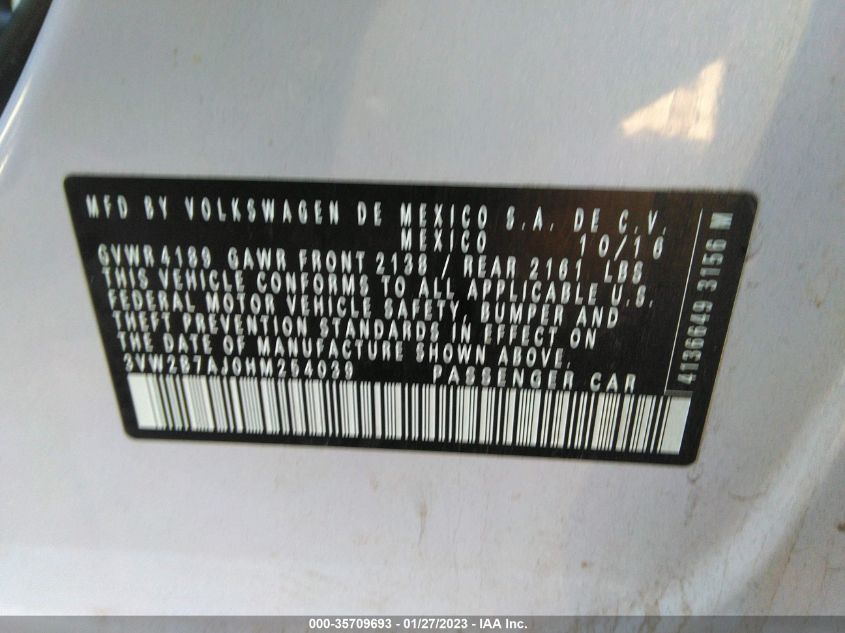 MFD BY VOLKSWAGEN DE MEXICO S.A. DE C.V.
MEXICO 10/16
GVWR 4189 GAWR FRONT 2138 / REAR 2161 LBS
THIS VEHICLE CONFORMS TO ALL APPLICABLE U.S.
FEDERAL MOTOR VEHICLE SAFETY, BUMPER AND
THEFT PREVENTION STANDARDS IN EFFECT ON
THE DATE OF MANUFACTURE SHOWN ABOVE.
3VW2B7AJ0HM254039 PASSENGER CAR
4136649 3156 M
000-35709693 - 01/27/2023 - IAA Inc.